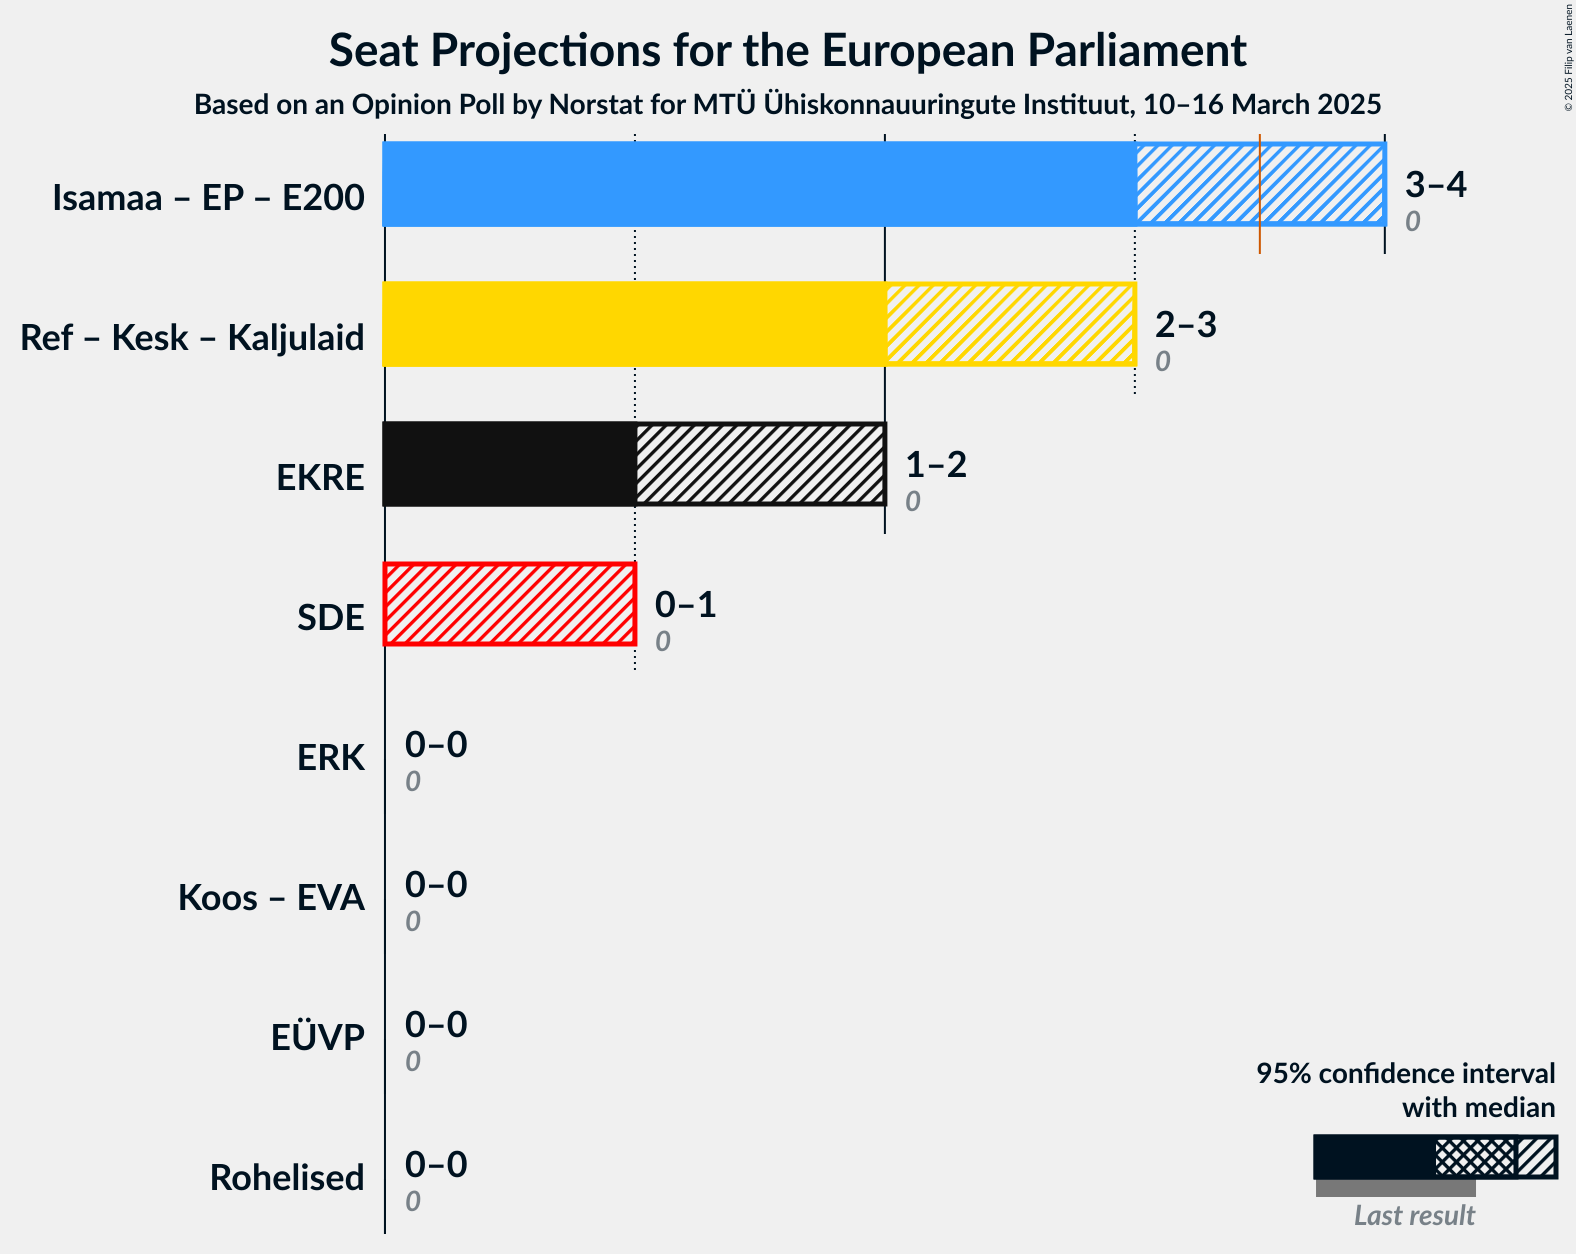 Seat Projections for the European Parliament
Based on an Opinion Poll by Norstat for MTÜ Ühiskonnauuringute Instituut, 10–16 March 2025
© 2025 Filip van Laenen
Isamaa – EP – E200
3–4
0
Ref – Kesk – Kaljulaid
2–3
0
EKRE
1–2
0
SDE
0–1
0
ERK
0–0
0
Koos – EVA
0–0
0
EÜVP
0–0
0
Rohelised
0–0
0
95% confidence interval
with median
Last result